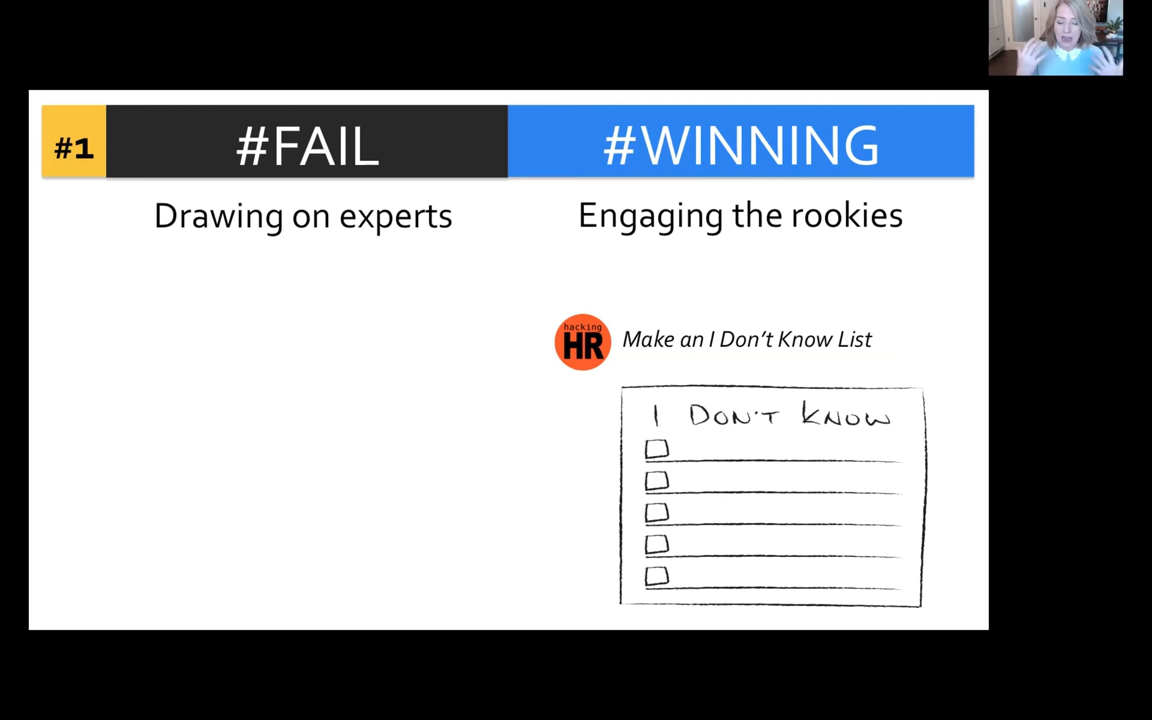 #1
#FAIL
#WINNING
Drawing on experts
Engaging the rookies
hacking
HR
Make an I Don't Know List
I DON'T KNOW